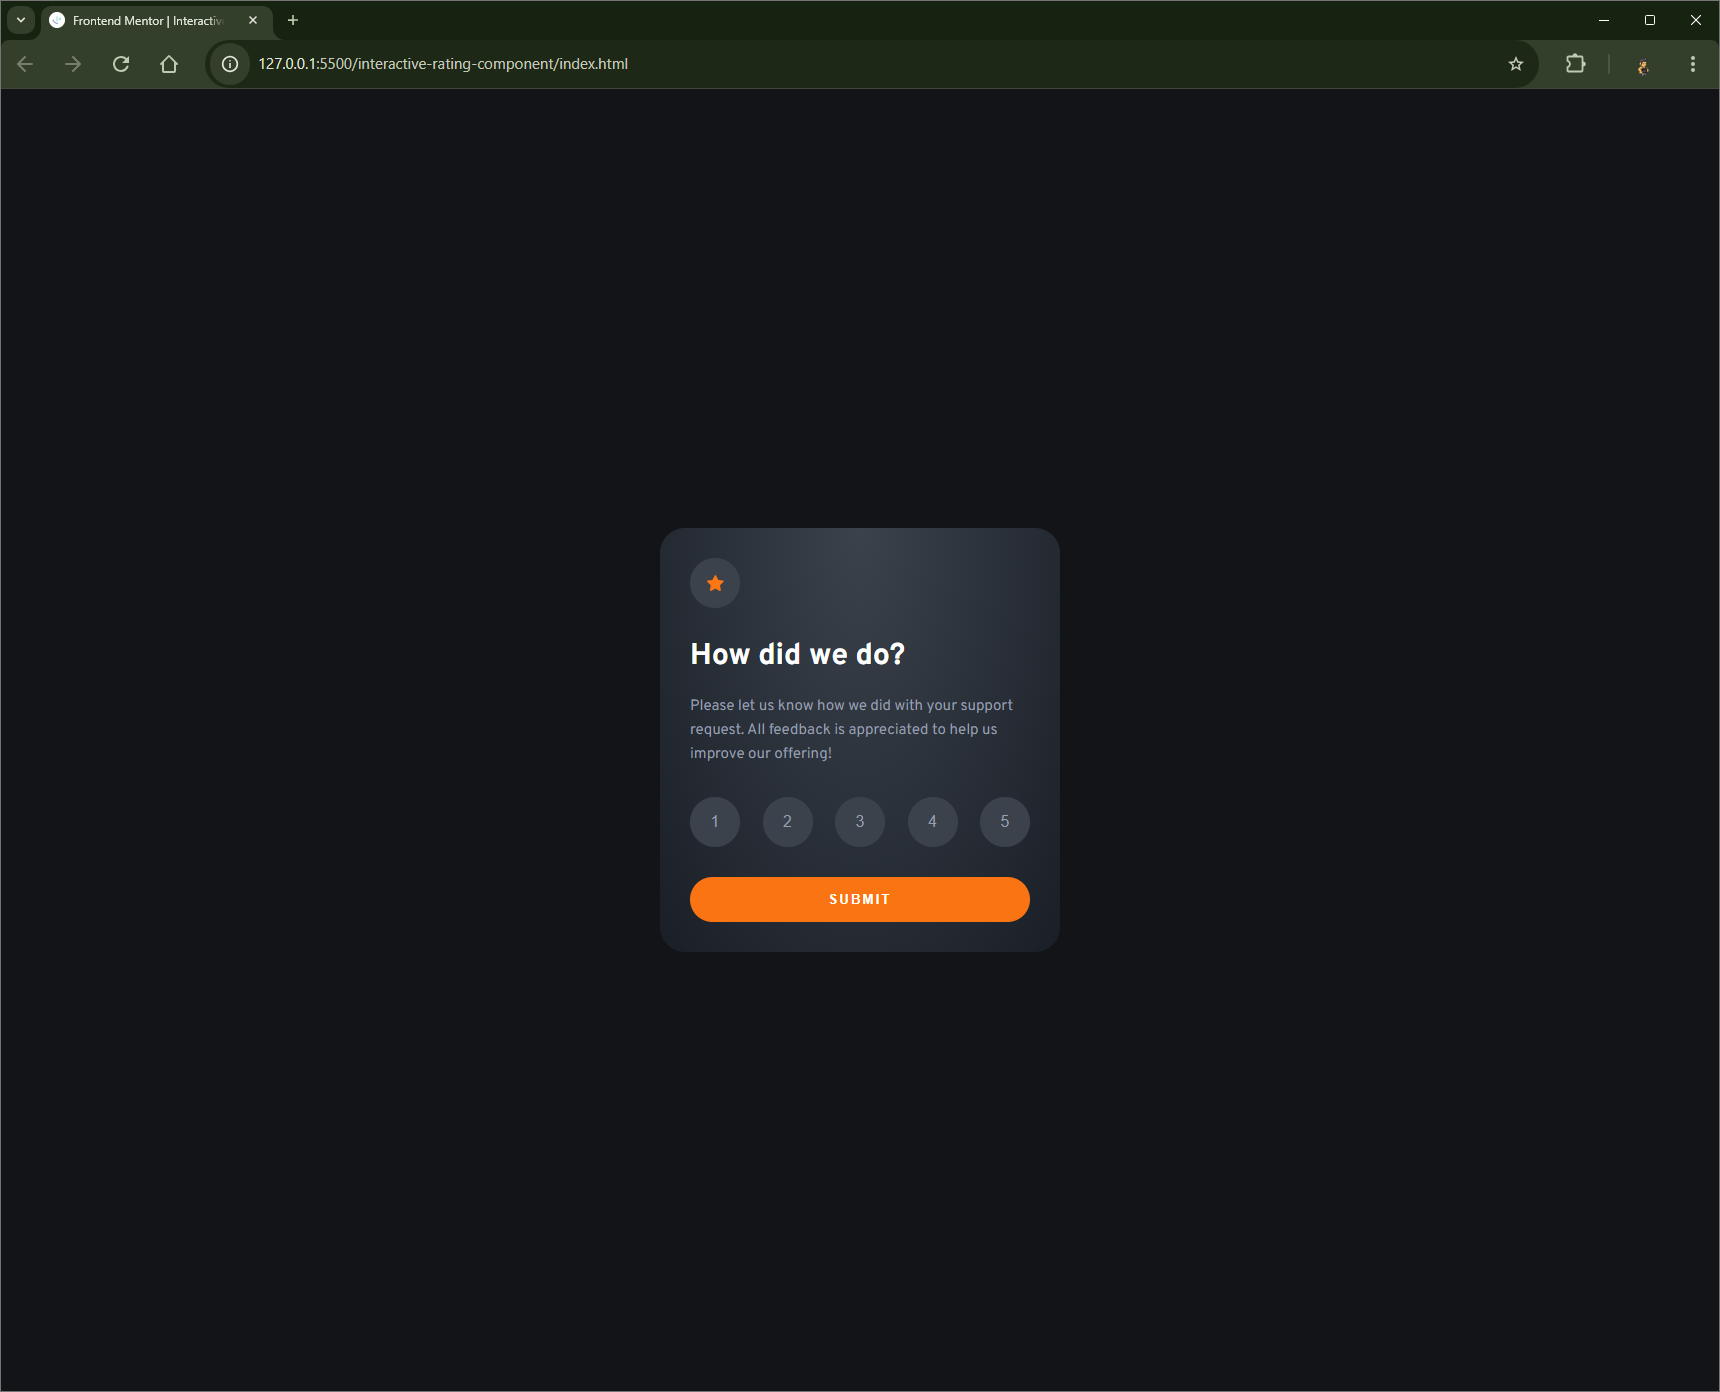 Frontend Mentor | Interactiv
127.0.0.1:5500/interactive-rating-component/index.html
How did we do?
Please let us know how we did with your support
request. All feedback is appreciated to help us
improve our offering!
1 2 3 4 5
SUBMIT